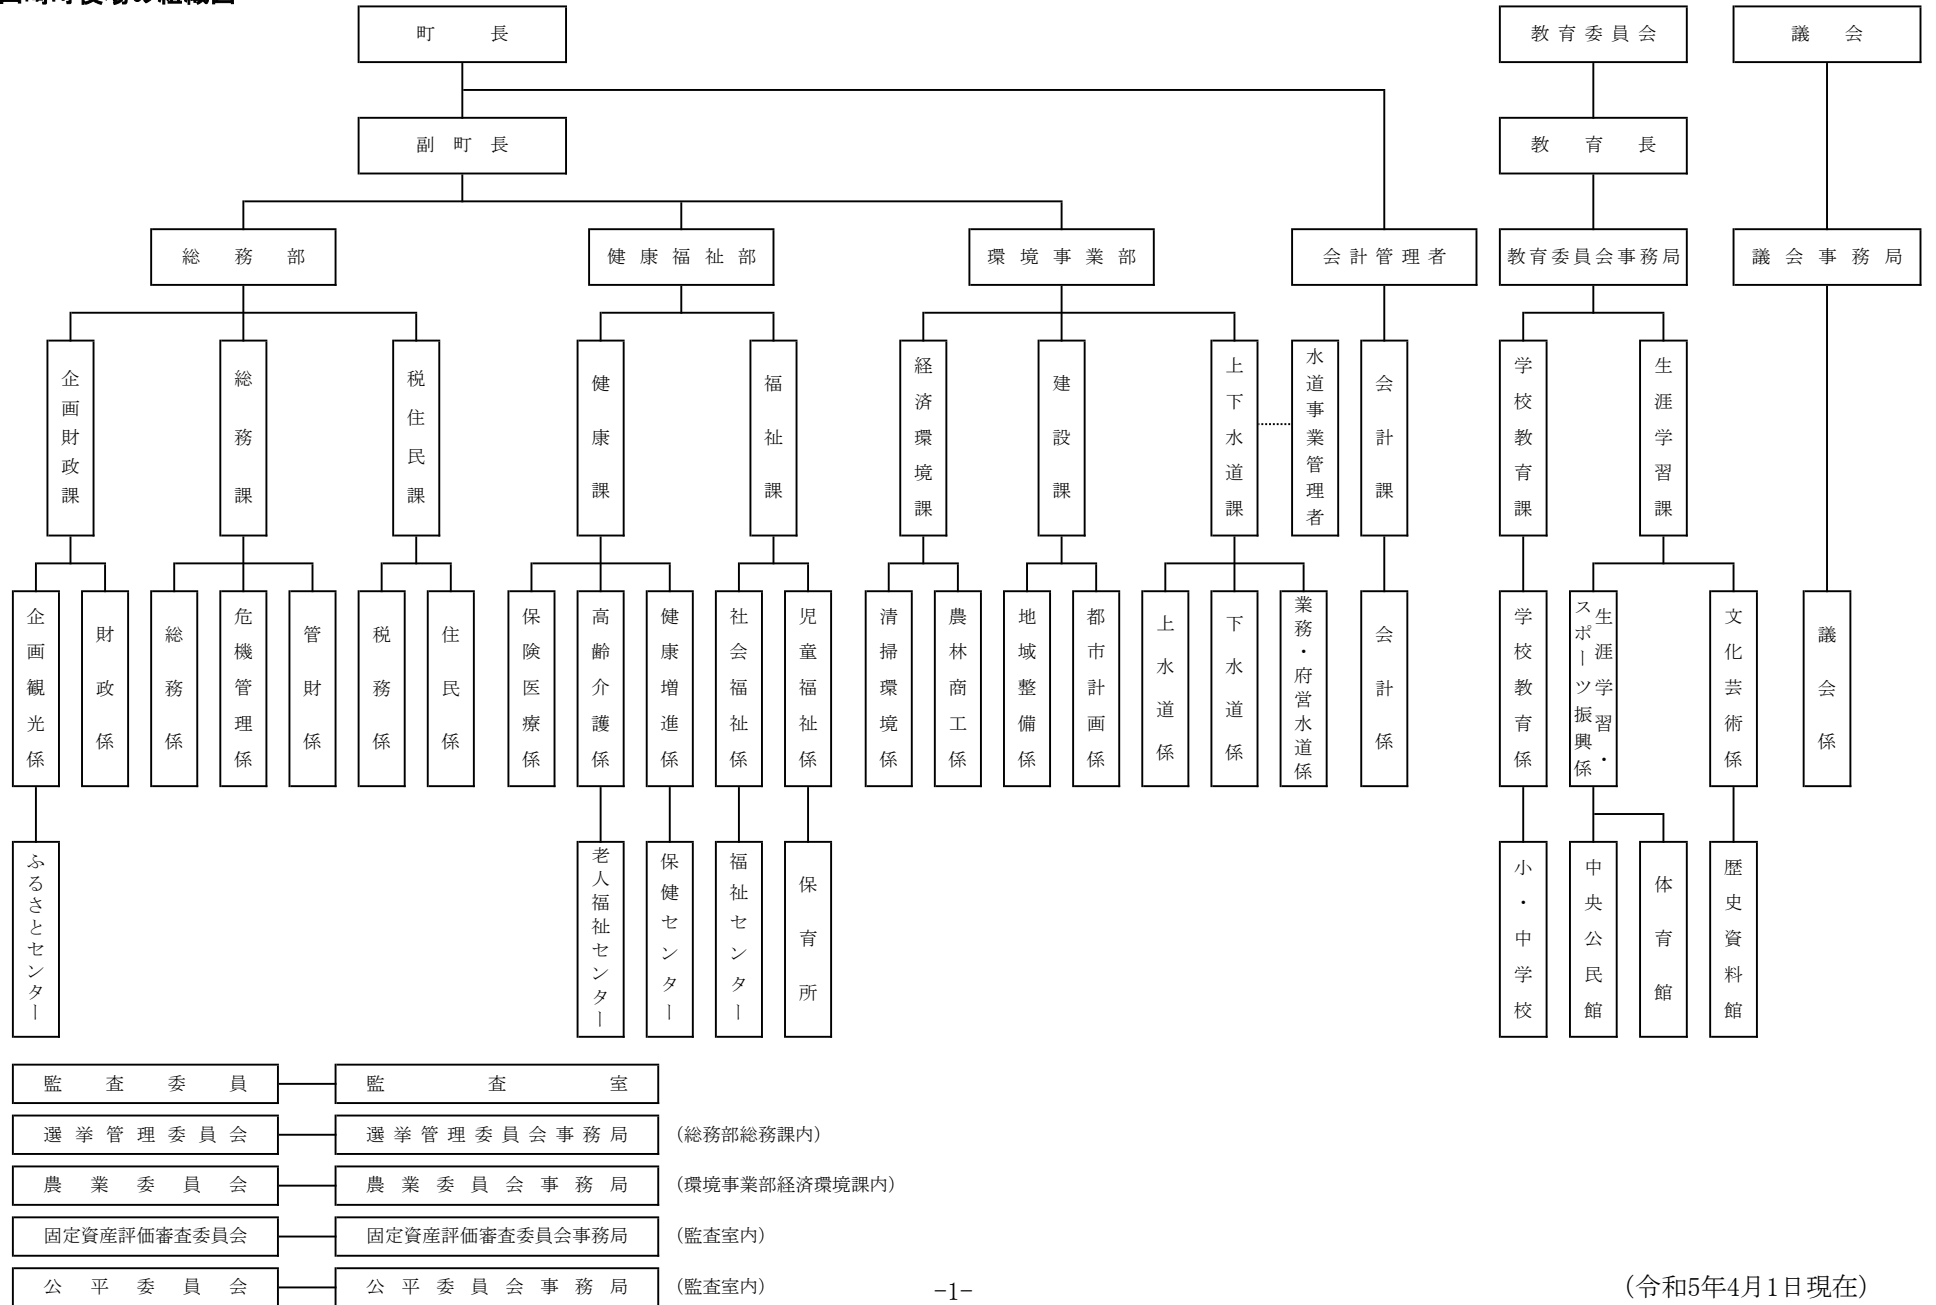 町長
教育委員会
議会
副町長
教育長
総務部
健康福祉部
環境事業部
会計管理者
教育委員会事務局
議会事務局
企画財政課
総務課
税住民課
健康課
福祉課
経済環境課
建設課
上下水道課
水道事業管理者
会計課
学校教育課
生涯学習課
企画観光係
財政係
総務係
危機管理係
管財係
税務係
住民係
保険医療係
高齢介護係
健康増進係
社会福祉係
児童福祉係
清掃環境係
農林商工係
地域整備係
都市計画係
上水道係
下水道係
業務・府営水道係
会計係
学校教育係
生涯学習・
スポーツ振興係
文化芸術係
議会係
ふるさとセンター
老人福祉センター
保健センター
福祉センター
保育所
小・中学校
中央公民館
体育館
歴史資料館
監査委員
監査室
選挙管理委員会
選挙管理委員会事務局
(総務部総務課内)
農業委員会
農業委員会事務局
(環境事業部経済環境課内)
固定資産評価審査委員会
固定資産評価審査委員会事務局
(監査室内)
公平委員会
公平委員会事務局
(監査室内)
-1-
(令和5年4月1日現在)